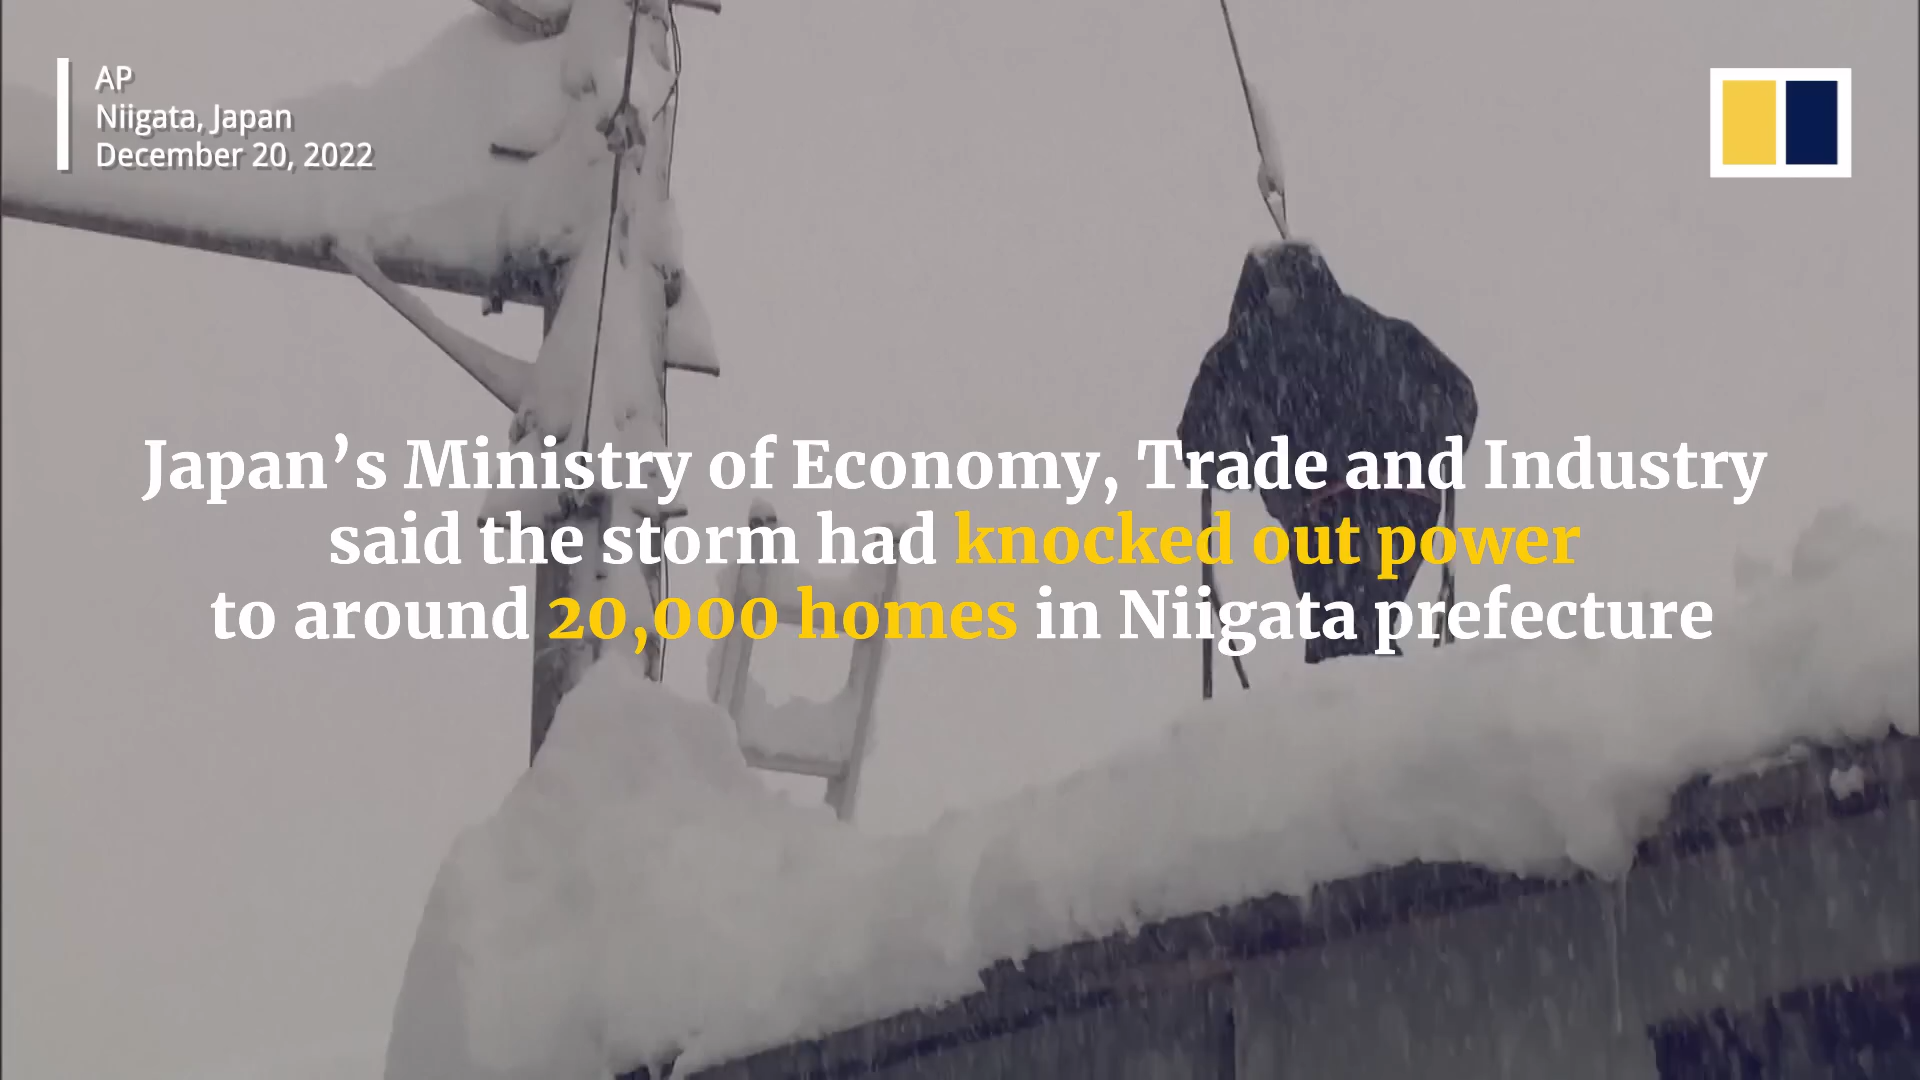 AP
Niigata, Japan
December 20, 2022
Japan’s Ministry of Economy, Trade and Industry
said the storm had knocked out power
to around 20,000 homes in Niigata prefecture